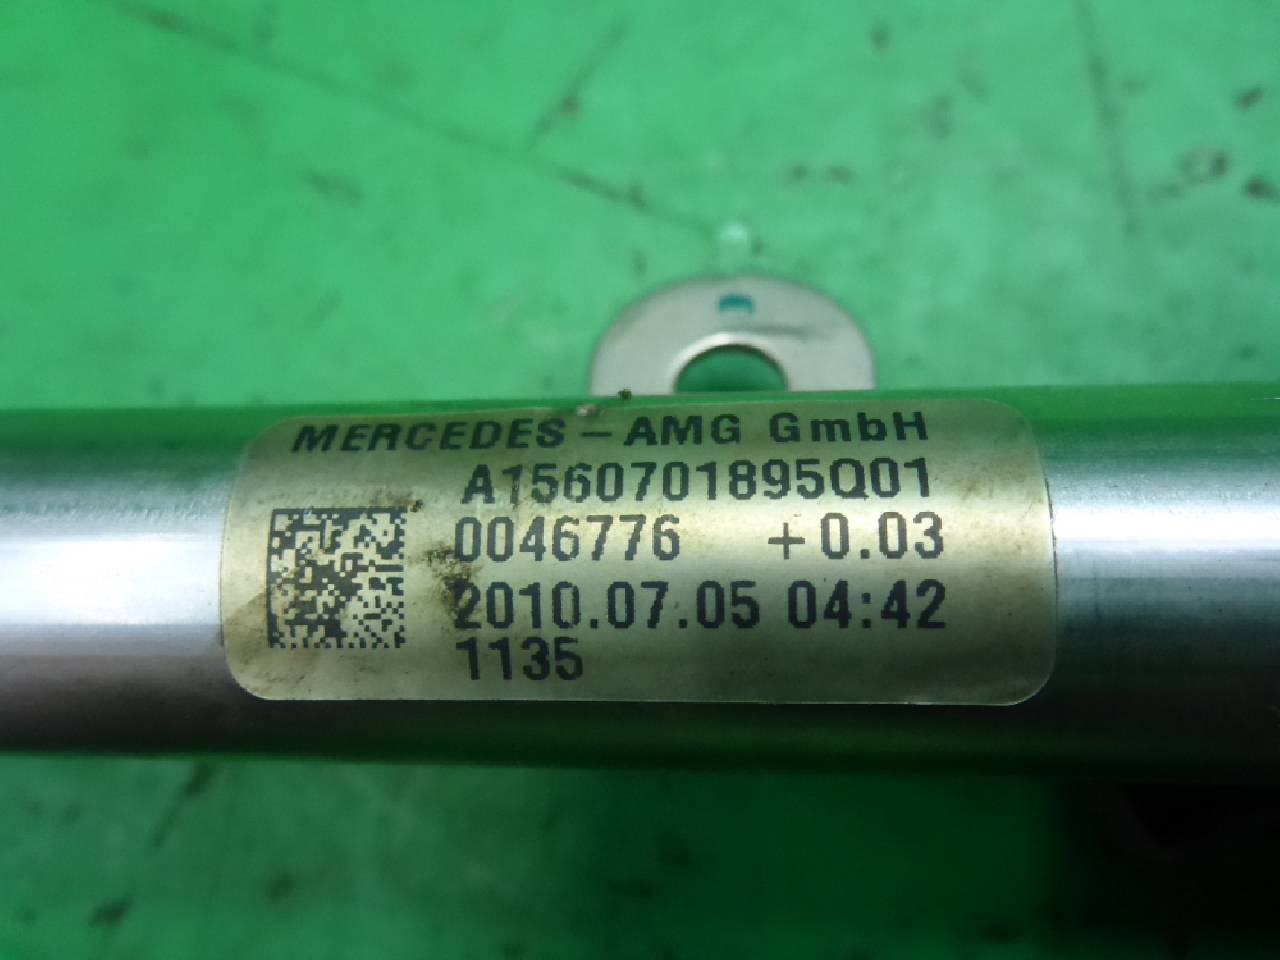 MERCEDES-AMG GmbH
A1560701895Q01
0046776 +0.03
2010.07.05 04:42
1135